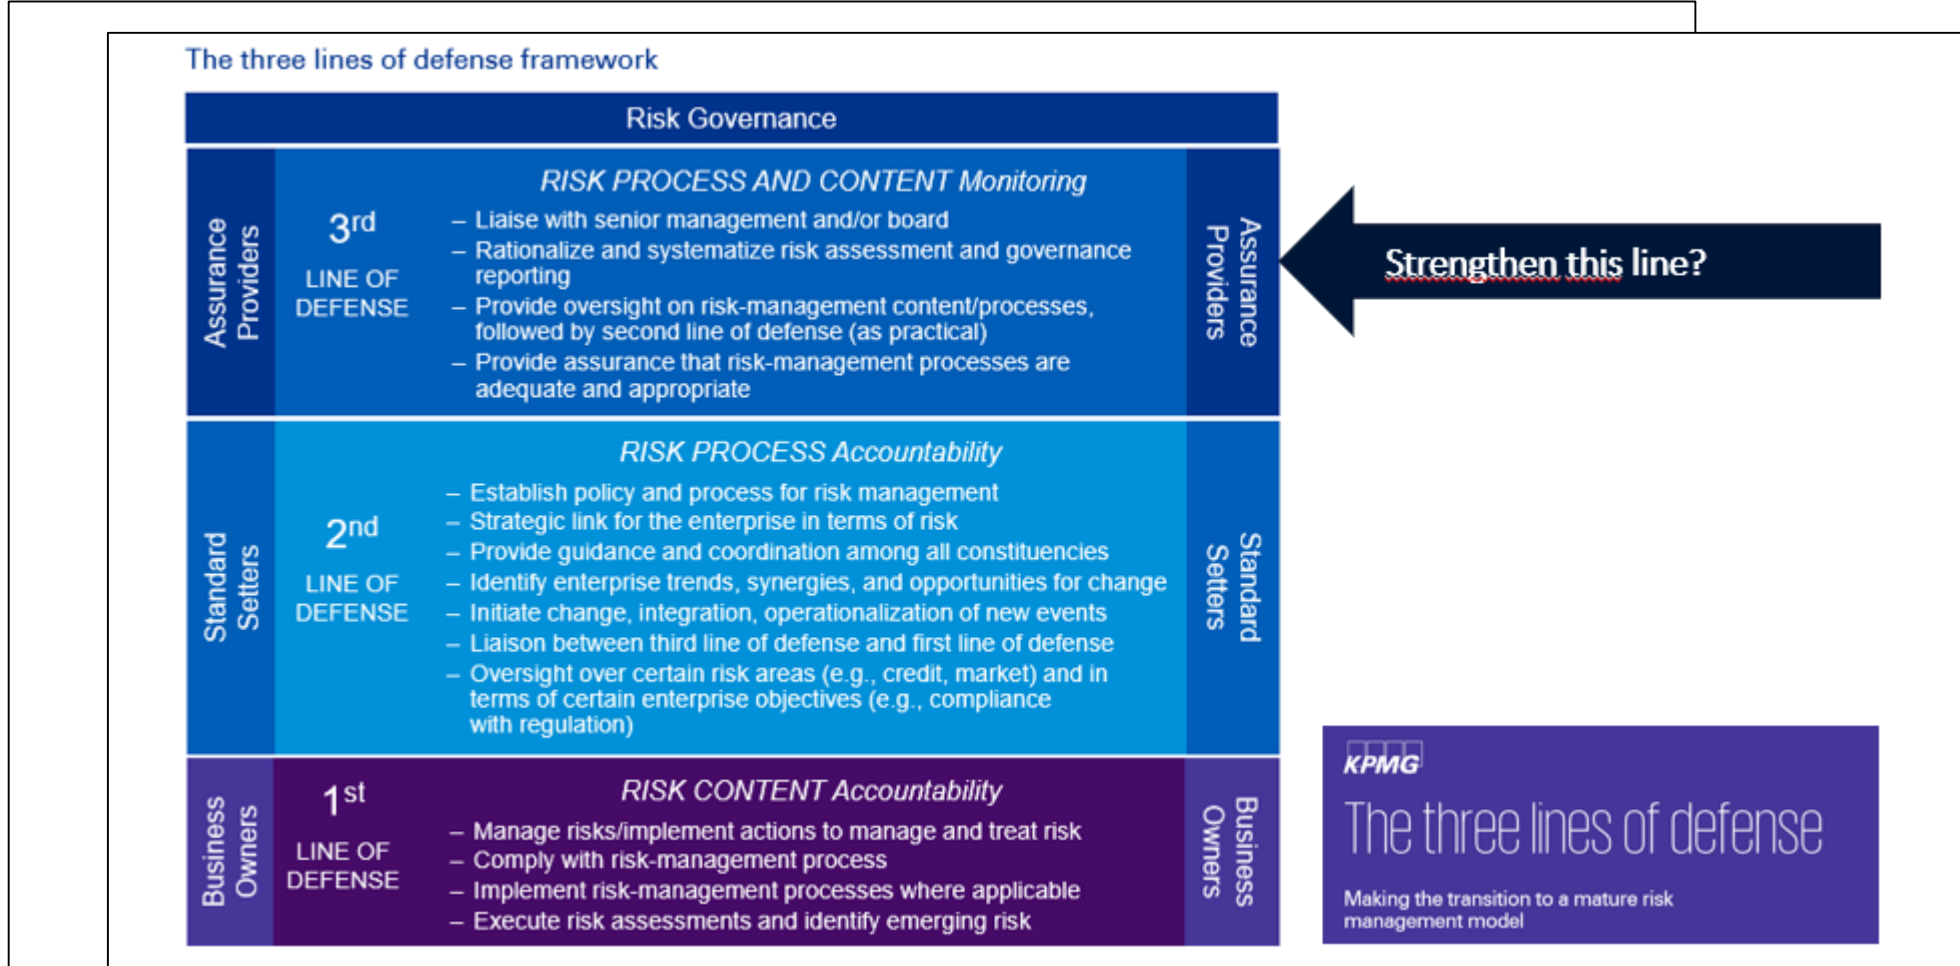 The three lines of defense framework
Risk Governance
Assurance
Providers
3rd
LINE OF
DEFENSE
RISK PROCESS AND CONTENT Monitoring
– Liaise with senior management and/or board
– Rationalize and systematize risk assessment and governance
reporting
– Provide oversight on risk-management content/processes,
followed by second line of defense (as practical)
– Provide assurance that risk-management processes are
adequate and appropriate
Assurance
Providers
Strengthen this line?
Standard
Setters
2nd
LINE OF
DEFENSE
RISK PROCESS Accountability
– Establish policy and process for risk management
– Strategic link for the enterprise in terms of risk
– Provide guidance and coordination among all constituencies
– Identify enterprise trends, synergies, and opportunities for change
– Initiate change, integration, operationalization of new events
– Liaison between third line of defense and first line of defense
– Oversight over certain risk areas (e.g., credit, market) and in
terms of certain enterprise objectives (e.g., compliance
with regulation)
Standard
Setters
Business
Owners
1st
LINE OF
DEFENSE
RISK CONTENT Accountability
– Manage risks/implement actions to manage and treat risk
– Comply with risk-management process
– Implement risk-management processes where applicable
– Execute risk assessments and identify emerging risk
Business
Owners
KPMG
The three lines of defense
Making the transition to a mature risk
management model